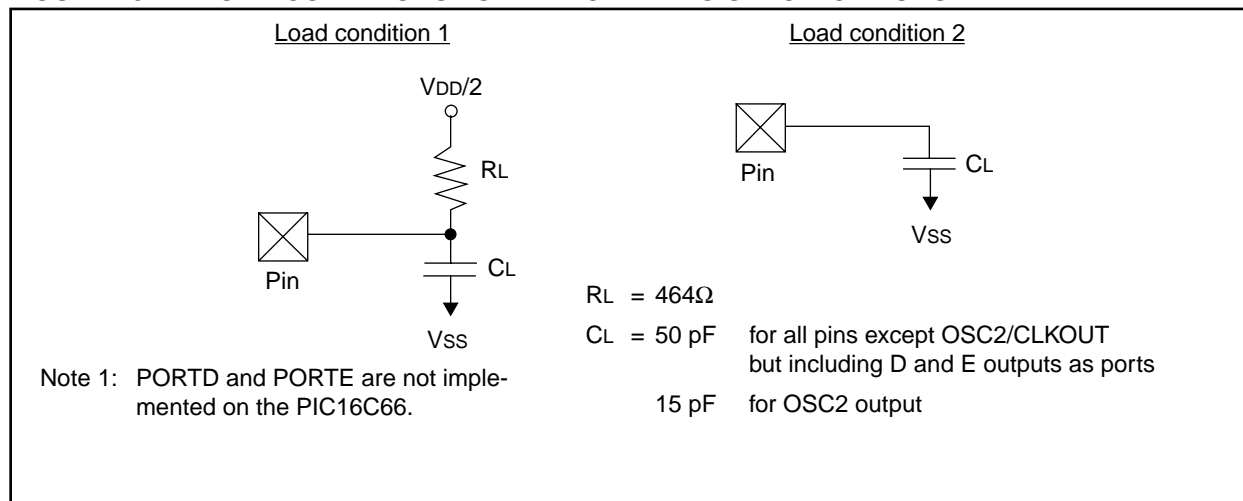 Load condition 1
VDD/2
RL
Pin
CL
VSS
Note 1: PORTD and PORTE are not imple-
mented on the PIC16C66.
Load condition 2
Pin
CL
VSS
RL = 464Ω
CL = 50 pF for all pins except OSC2/CLKOUT
but including D and E outputs as ports
15 pF for OSC2 output